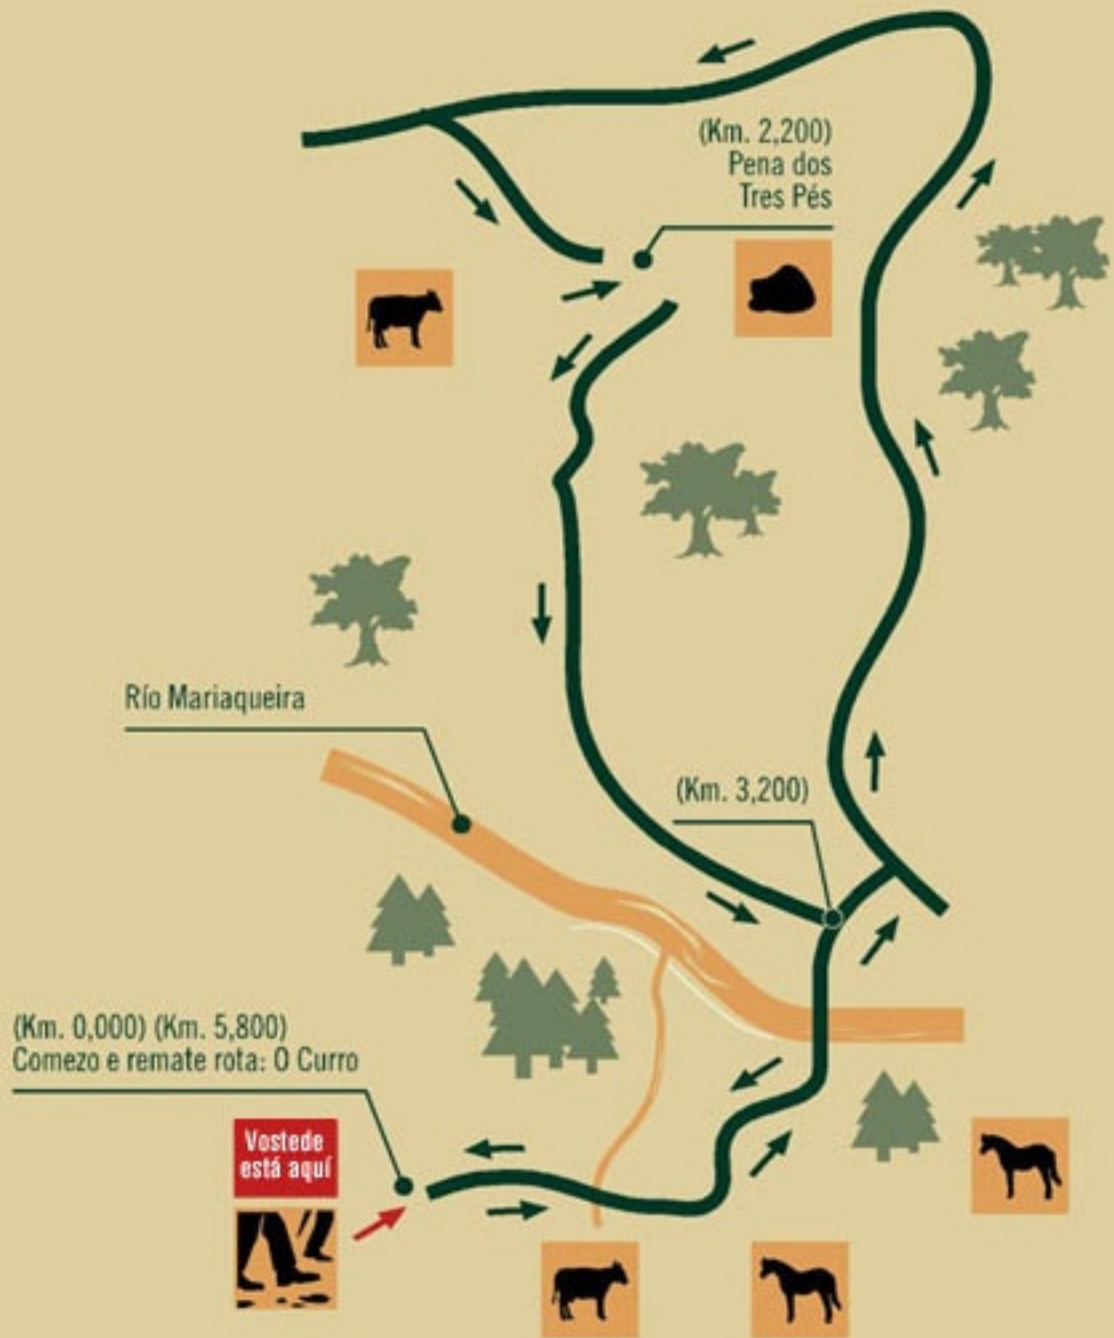 (Km. 2,200)
Pena dos
Tres Pés
Río Mariaqueira
(Km. 3,200)
(Km. 0,000) (Km. 5,800)
Comezo e remate rota: O Curro
Vostede
está aquí